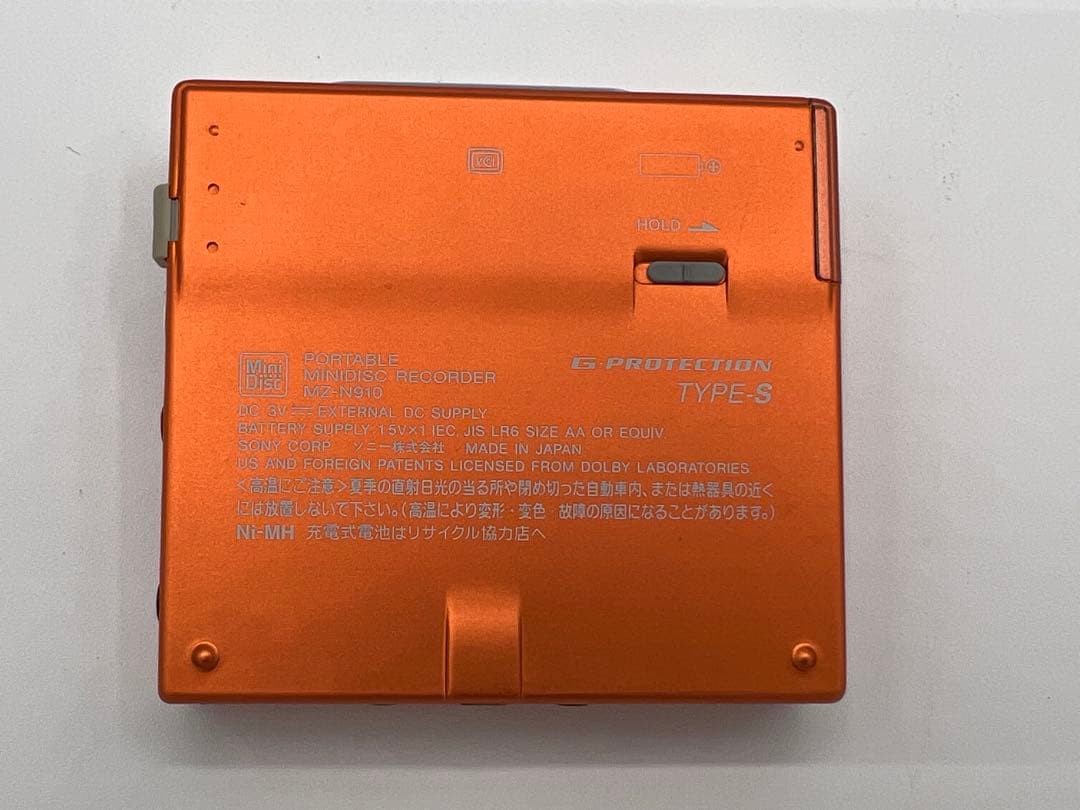 VCI
HOLD
Mini
Disc
PORTABLE
MINIDISC RECORDER
MZ-N910
G-PROTECTION
TYPE-S
DC 3V EXTERNAL DC SUPPLY
BATTERY SUPPLY: 1.5V×1 IEC, JIS LR6 SIZE AA OR EQUIV.
SONY CORP. ソニー株式会社 MADE IN JAPAN
US AND FOREIGN PATENTS LICENSED FROM DOLBY LABORATORIES.
<高温にご注意>夏季の直射日光の当る所や閉め切った自動車内、または熱器具の近く
には放置しないで下さい。(高温により変形・変色・故障の原因になることがあります。)
Ni-MH 充電式電池はリサイクル協力店へ